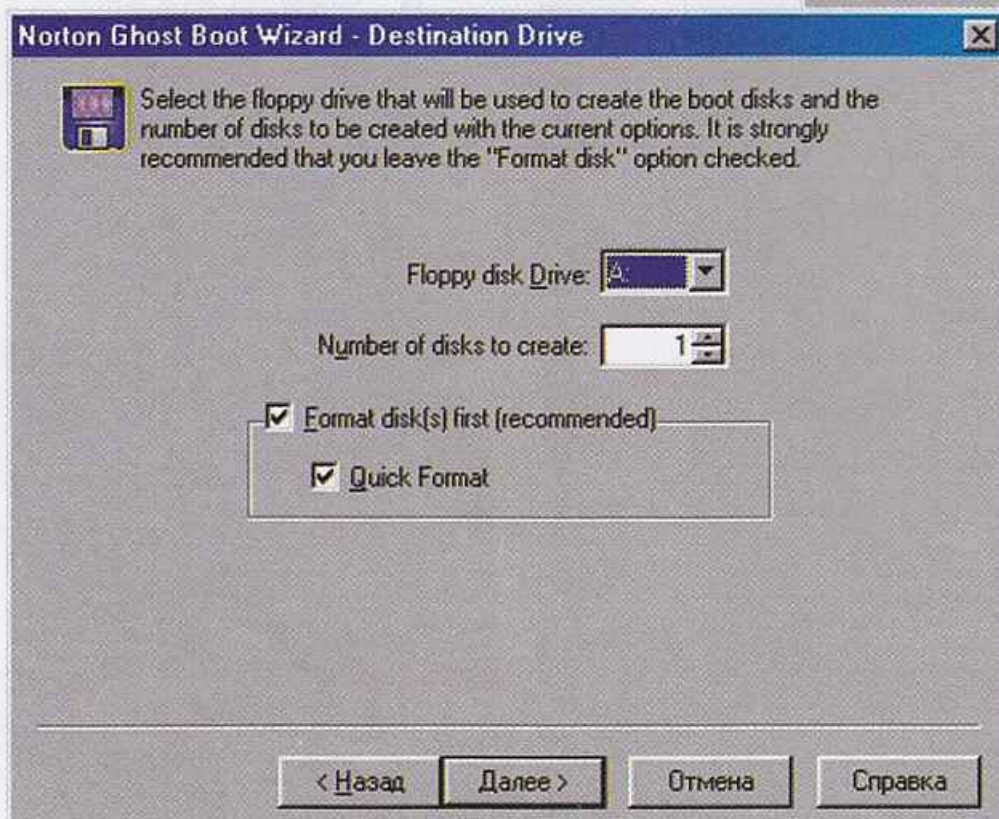 Norton Ghost Boot Wizard - Destination Drive
Select the floppy drive that will be used to create the boot disks and the
number of disks to be created with the current options. It is strongly
recommended that you leave the "Format disk" option checked.
Floppy disk Drive: A:
Number of disks to create: 1
Format disk(s) first (recommended)
Quick Format
< Назад
Далее >
Отмена
Справка